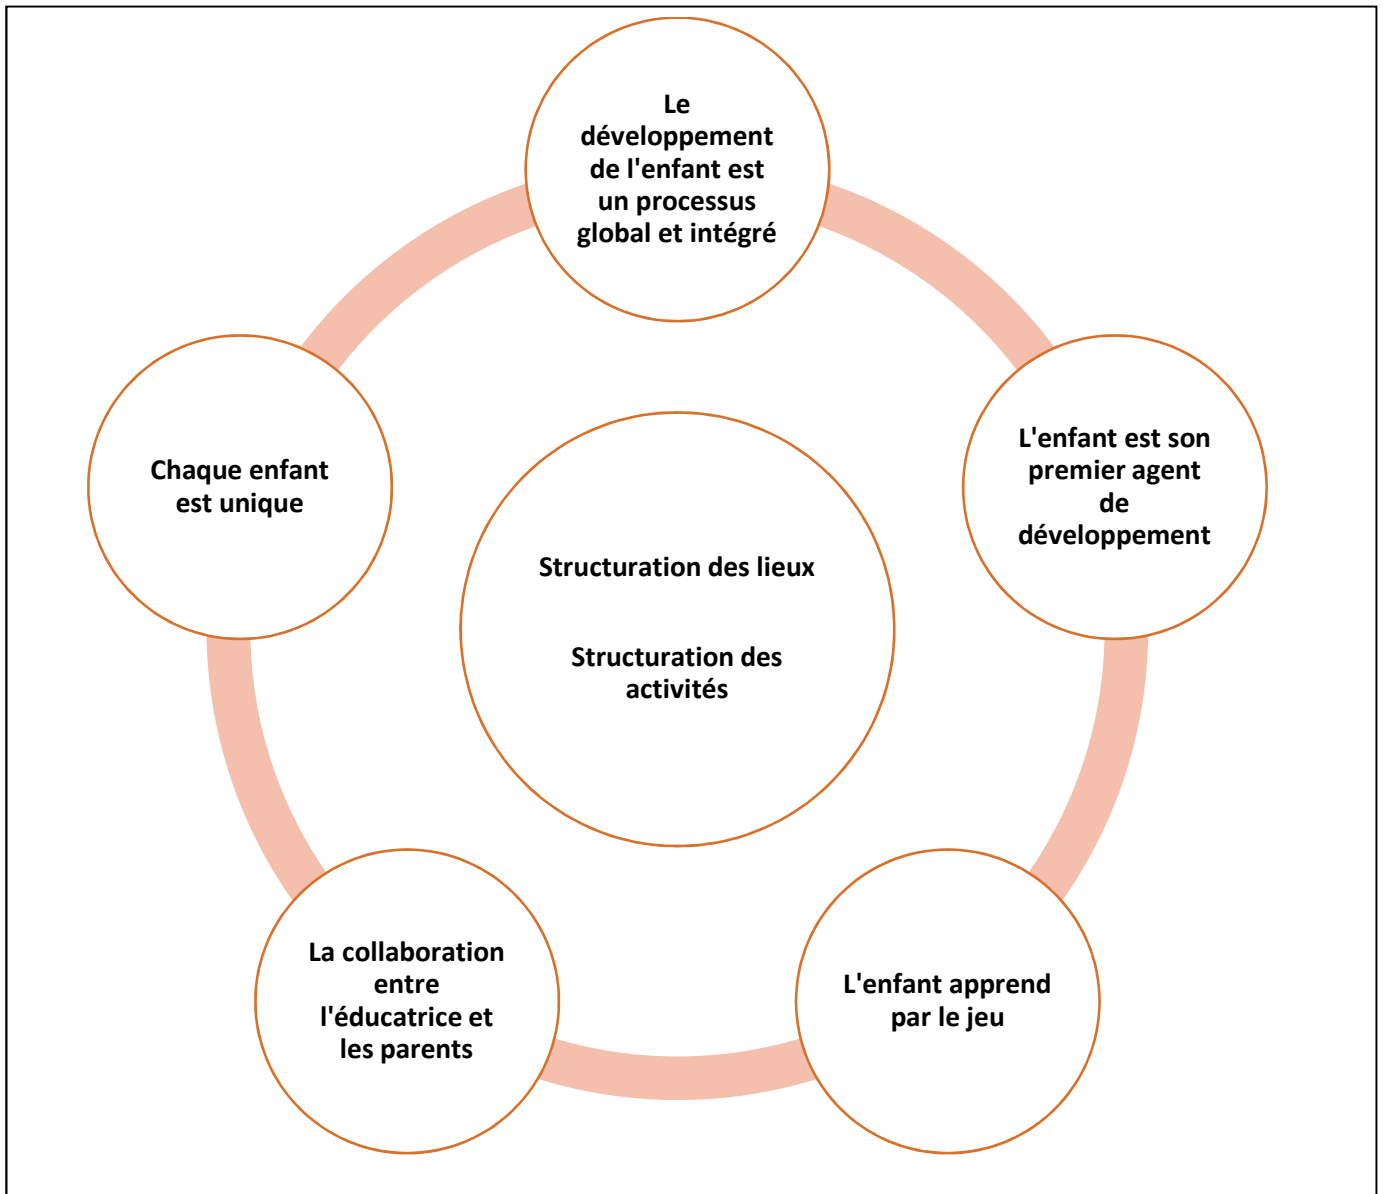 Le
développement
de l'enfant est
un processus
global et intégré
L'enfant est son
premier agent
de
développement
L'enfant apprend
par le jeu
La collaboration
entre
l'éducatrice et
les parents
Chaque enfant
est unique
Structuration des lieux
Structuration des
activités